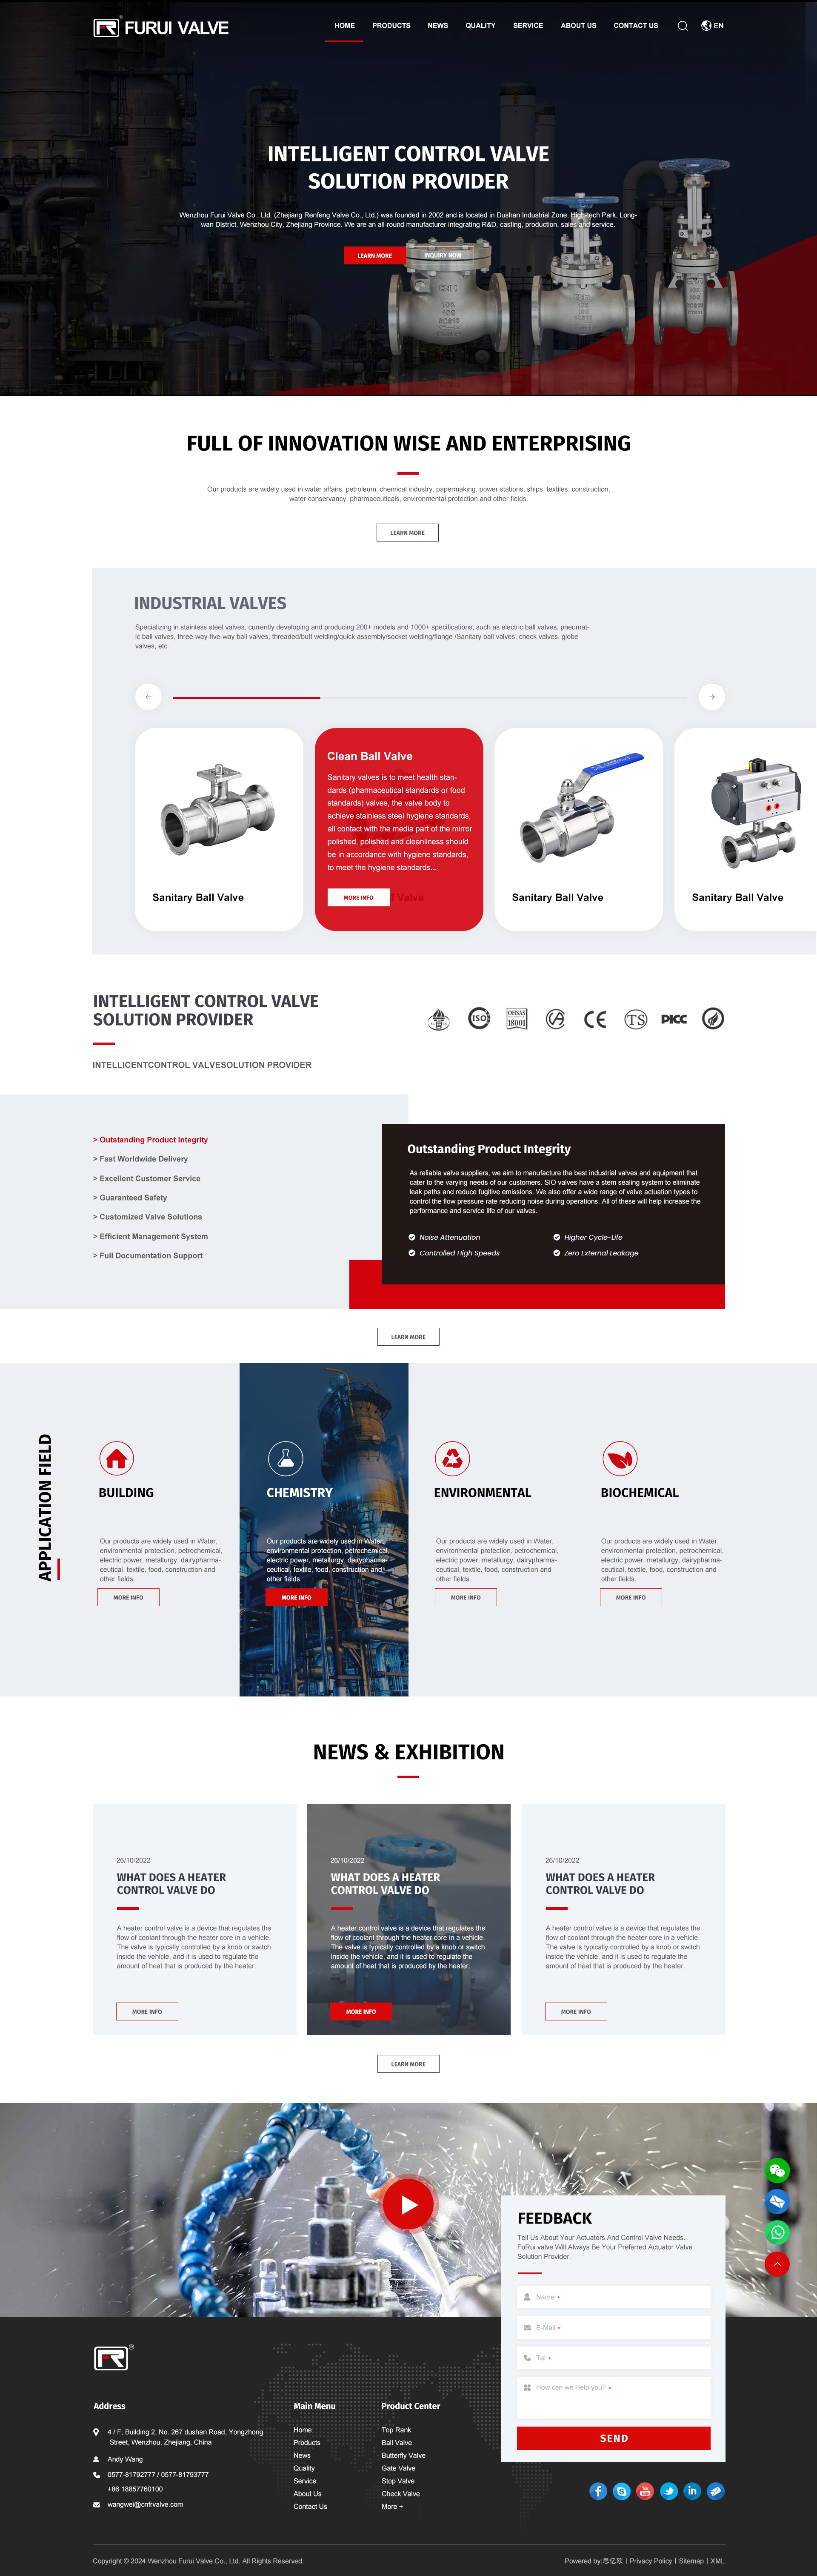 FR® FURUI VALVE
HOME PRODUCTS NEWS QUALITY SERVICE ABOUT US CONTACT US EN
INTELLIGENT CONTROL VALVE
SOLUTION PROVIDER
Wenzhou Furui Valve Co., Ltd. (Zhejiang Renfeng Valve Co., Ltd.) was founded in 2002 and is located in Dushan Industrial Zone, High-tech Park, Long-
wan District, Wenzhou City, Zhejiang Province. We are an all-round manufacturer integrating R&D, casting, production, sales and service.
LEARN MORE INQUIRY NOW
FULL OF INNOVATION WISE AND ENTERPRISING
Our products are widely used in water affairs, petroleum, chemical industry, papermaking, power stations, ships, textiles, construction,
water conservancy, pharmaceuticals, environmental protection and other fields.
LEARN MORE
INDUSTRIAL VALVES
Specializing in stainless steel valves, currently developing and producing 200+ models and 1000+ specifications, such as electric ball valves, pneumat-
ic ball valves, three-way-five-way ball valves, threaded/butt welding/quick assembly/socket welding/flange /Sanitary ball valves, check valves, globe
valves, etc.
Sanitary Ball Valve
Clean Ball Valve
Sanitary valves is to meet health stan-
dards (pharmaceutical standards or food
standards) valves, the valve body to
achieve stainless steel hygiene standards,
all contact with the media part of the mirror
polished, polished and cleanliness should
be in accordance with hygiene standards,
to meet the hygiene standards...
MORE INFO Valve
Sanitary Ball Valve
Sanitary Ball Valve
INTELLIGENT CONTROL VALVE
SOLUTION PROVIDER
INTELLICENTCONTROL VALVESOLUTION PROVIDER
ISO OHSAS 18001 CE TS PICC
> Outstanding Product Integrity
> Fast Worldwide Delivery
> Excellent Customer Service
> Guaranteed Safety
> Customized Valve Solutions
> Efficient Management System
> Full Documentation Support
Outstanding Product Integrity
As reliable valve suppliers, we aim to manufacture the best industrial valves and equipment that
cater to the varying needs of our customers. SIO valves have a stem sealing system to eliminate
leak paths and reduce fugitive emissions. We also offer a wide range of valve actuation types to
control the flow pressure rate reducing noise during operations. All of these will help increase the
performance and service life of our valves.
Noise Attenuation Higher Cycle-Life
Controlled High Speeds Zero External Leakage
LEARN MORE
APPLICATION FIELD
BUILDING
Our products are widely used in Water,
environmental protection, petrochemical,
electric power, metallurgy, dairypharma-
ceutical, textile, food, construction and
other fields.
MORE INFO
CHEMISTRY
Our products are widely used in Water,
environmental protection, petrochemical,
electric power, metallurgy, dairypharma-
ceutical, textile, food, construction and
other fields.
MORE INFO
ENVIRONMENTAL
Our products are widely used in Water,
environmental protection, petrochemical,
electric power, metallurgy, dairypharma-
ceutical, textile, food, construction and
other fields.
MORE INFO
BIOCHEMICAL
Our products are widely used in Water,
environmental protection, petrochemical,
electric power, metallurgy, dairypharma-
ceutical, textile, food, construction and
other fields.
MORE INFO
NEWS & EXHIBITION
26/10/2022
WHAT DOES A HEATER
CONTROL VALVE DO
A heater control valve is a device that regulates the
flow of coolant through the heater core in a vehicle.
The valve is typically controlled by a knob or switch
inside the vehicle, and it is used to regulate the
amount of heat that is produced by the heater.
MORE INFO
26/10/2022
WHAT DOES A HEATER
CONTROL VALVE DO
A heater control valve is a device that regulates the
flow of coolant through the heater core in a vehicle.
The valve is typically controlled by a knob or switch
inside the vehicle, and it is used to regulate the
amount of heat that is produced by the heater.
MORE INFO
26/10/2022
WHAT DOES A HEATER
CONTROL VALVE DO
A heater control valve is a device that regulates the
flow of coolant through the heater core in a vehicle.
The valve is typically controlled by a knob or switch
inside the vehicle, and it is used to regulate the
amount of heat that is produced by the heater.
MORE INFO
LEARN MORE
FEEDBACK
Tell Us About Your Actuators And Control Valve Needs.
FuRui valve Will Always Be Your Preferred Actuator Valve
Solution Provider.
Name *
E-Mail *
Tel *
How can we Help you? *
SEND
FR®
Address
4 / F, Building 2, No. 267 dushan Road, Yongzhong
Street, Wenzhou, Zhejiang, China
Andy Wang
0577-81792777 / 0577-81793777
+86 18857760100
wangwei@cnfrvalve.com
Main Menu
Home
Products
News
Quality
Service
About Us
Contact Us
Product Center
Top Rank
Ball Valve
Butterfly Valve
Gate Valve
Stop Valve
Check Valve
More +
Copyright © 2024 Wenzhou Furui Valve Co., Ltd. All Rights Reserved.
Powered by:思亿欧 | Privacy Policy | Sitemap | XML